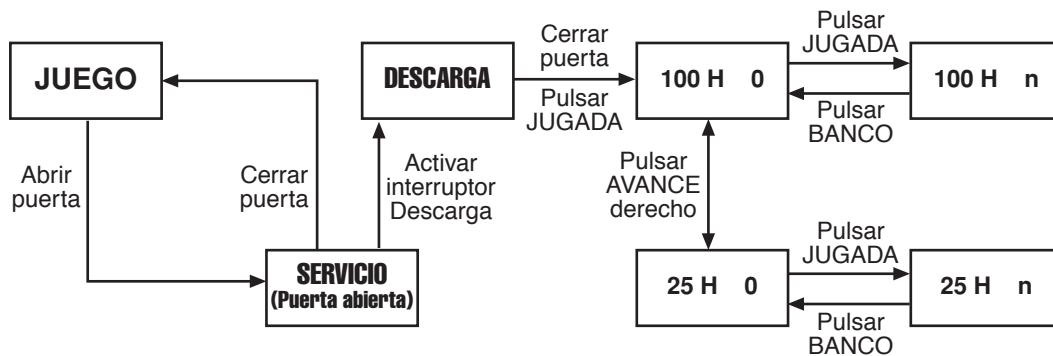 JUEGO
Abrir
puerta
Cerrar
puerta
SERVICIO
(Puerta abierta)
Activar
interruptor
Descarga
DESCARGA
Cerrar
puerta
Pulsar
JUGADA
100 H 0
Pulsar
JUGADA
Pulsar
BANCO
100 H n
Pulsar
AVANCE
derecho
25 H 0
Pulsar
JUGADA
Pulsar
BANCO
25 H n